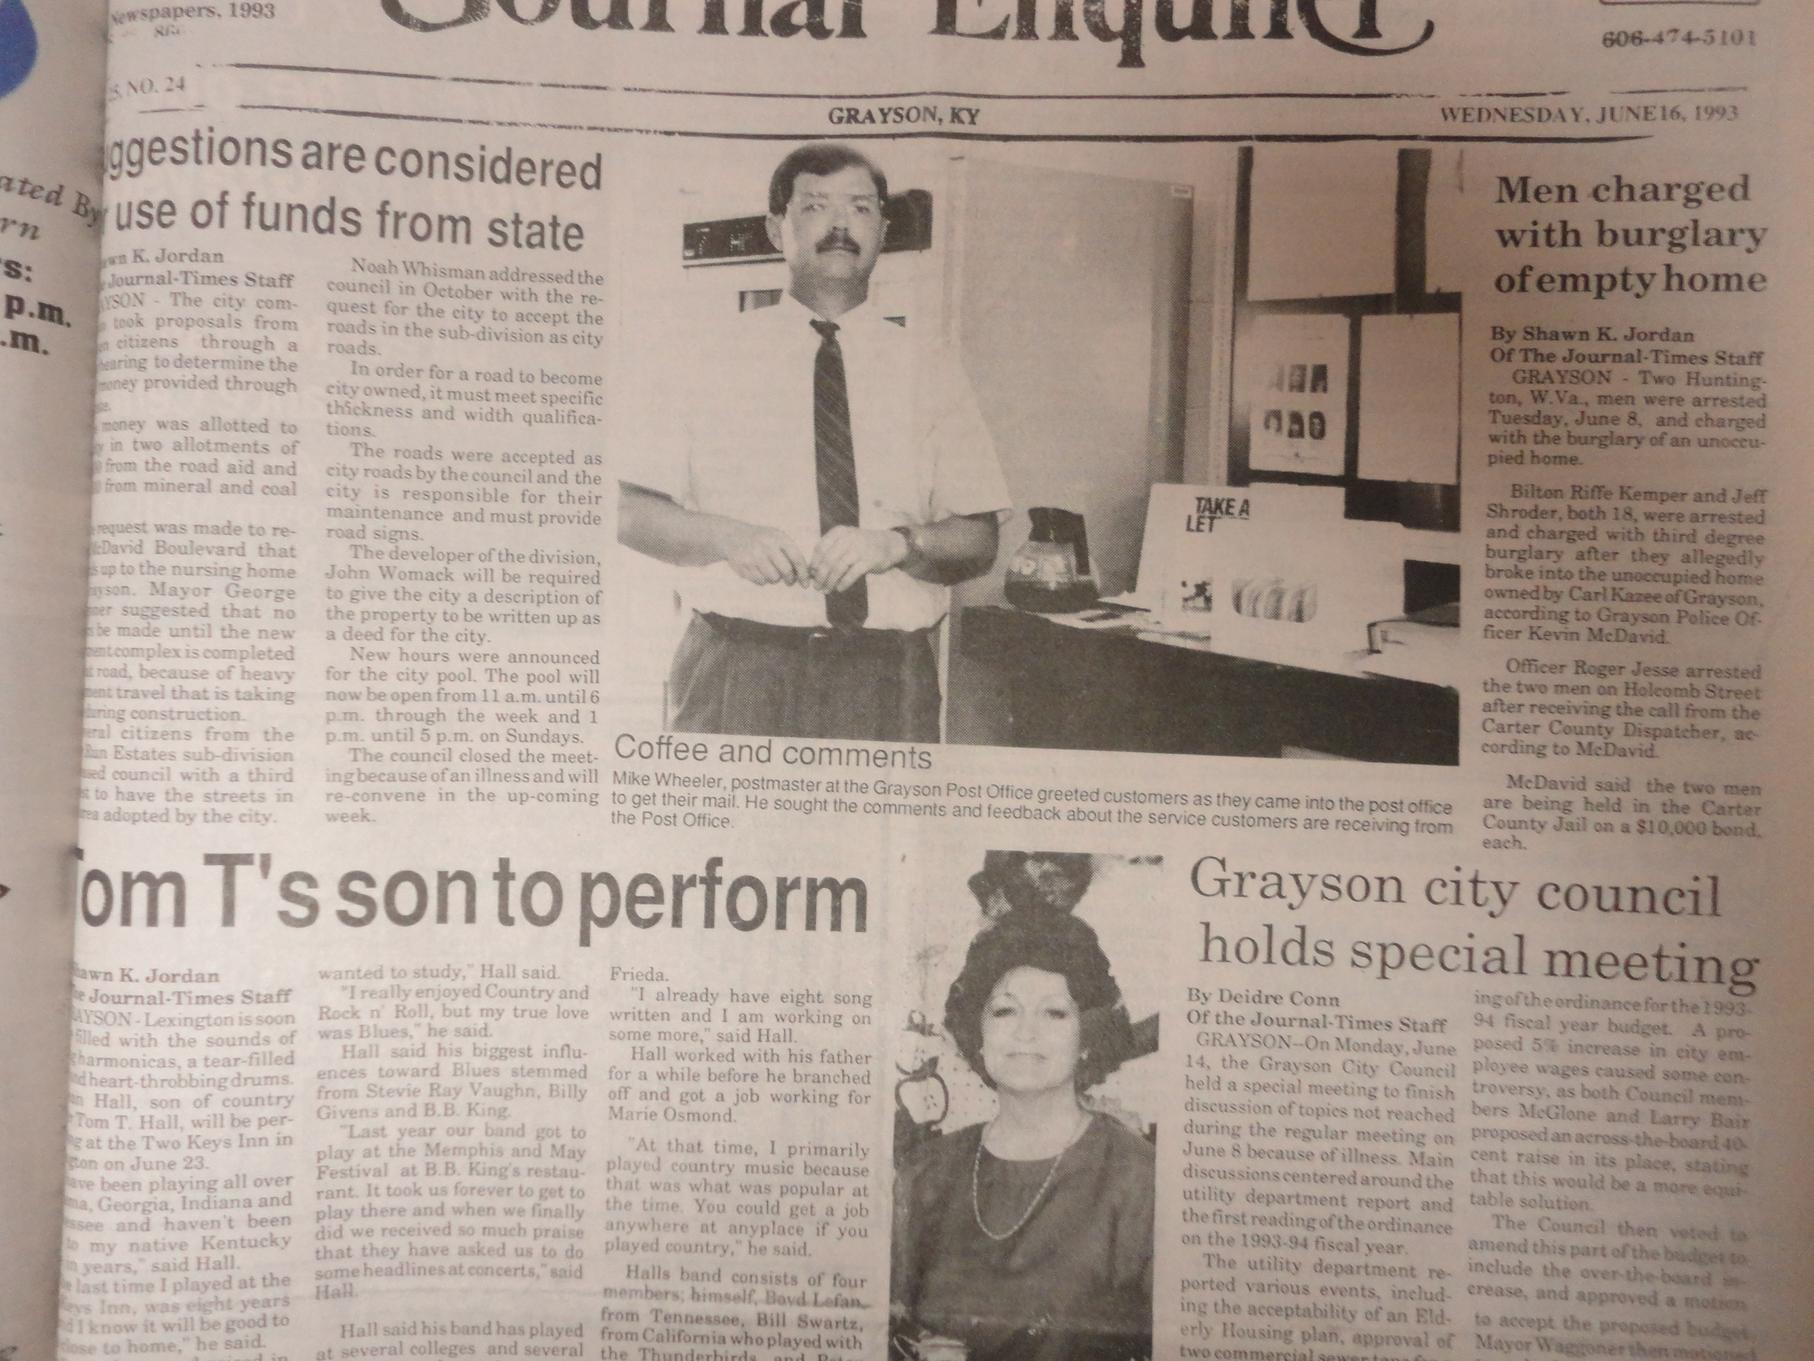 Newspapers, 1993
Journal Enquirer
606-474-5101
NO. 24
GRAYSON, KY
WEDNESDAY, JUNE 16, 1993
ated By
rn
s:
p.m.
.m.
ggestions are considered
use of funds from state
K. Jordan
Journal-Times Staff
YSON - The city com-
took proposals from
citizens through a
earing to determine the
money provided through
money was allotted to
in two allotments of
from the road aid and
from mineral and coal
request was made to re-
McDavid Boulevard that
up to the nursing home
yson. Mayor George
suggested that no
be made until the new
complex is completed
road, because of heavy
travel that is taking
during construction.
eral citizens from the
Run Estates sub-division
council with a third
to have the streets in
area adopted by the city.
Noah Whisman addressed the
council in October with the re-
quest for the city to accept the
roads in the sub-division as city
roads.
In order for a road to become
city owned, it must meet specific
thickness and width qualifica-
tions.
The roads were accepted as
city roads by the council and the
city is responsible for their
maintenance and must provide
road signs.
The developer of the division,
John Womack will be required
to give the city a description of
the property to be written up as
a deed for the city.
New hours were announced
for the city pool. The pool will
now be open from 11 a.m. until 6
p.m. through the week and 1
p.m. until 5 p.m. on Sundays.
The council closed the meet-
ing because of an illness and will
re-convene in the up-coming
week.
TAKE A
LET
Coffee and comments
Mike Wheeler, postmaster at the Grayson Post Office greeted customers as they came into the post office
to get their mail. He sought the comments and feedback about the service customers are receiving from
the Post Office.
Men charged
with burglary
of empty home
By Shawn K. Jordan
Of The Journal-Times Staff
GRAYSON - Two Hunting-
ton, W.Va., men were arrested
Tuesday, June 8, and charged
with the burglary of an unoccu-
pied home.
Bilton Riffe Kemper and Jeff
Shroder, both 18, were arrested
and charged with third degree
burglary after they allegedly
broke into the unoccupied home
owned by Carl Kazee of Grayson,
according to Grayson Police Of-
ficer Kevin McDavid.
Officer Roger Jesse arrested
the two men on Holcomb Street
after receiving the call from the
Carter County Dispatcher, ac-
cording to McDavid.
McDavid said the two men
are being held in the Carter
County Jail on a $10,000 bond,
each.
Tom T's son to perform
awn K. Jordan
Journal-Times Staff
AYSON - Lexington is soon
filled with the sounds of
harmonicas, a tear-filled
heart-throbbing drums.
Hall, son of country
Tom T. Hall, will be per-
at the Two Keys Inn in
ton on June 23.
have been playing all over
ma, Georgia, Indiana and
ssee and haven't been
to my native Kentucky
years," said Hall.
last time I played at the
Keys Inn, was eight years
I know it will be good to
close to home," he said.
wanted to study," Hall said.
"I really enjoyed Country and
Rock n' Roll, but my true love
was Blues," he said.
Hall said his biggest influ-
ences toward Blues stemmed
from Stevie Ray Vaughn, Billy
Givens and B.B. King.
"Last year our band got to
play at the Memphis and May
Festival at B.B. King's restau-
rant. It took us forever to get to
play there and when we finally
did we received so much praise
that they have asked us to do
some headlines at concerts," said
Hall.
Hall said his band has played
at several colleges and several
Frieda.
"I already have eight song
written and I am working on
some more," said Hall.
Hall worked with his father
for a while before he branched
off and got a job working for
Marie Osmond.
"At that time, I primarily
played country music because
that was what was popular at
the time. You could get a job
anywhere at anyplace if you
played country," he said.
Halls band consists of four
members; himself, Boyd Lefan,
from Tennessee, Bill Swartz,
from California who played with
the Thunderbirds, and
Grayson city council
holds special meeting
By Deidre Conn
Of the Journal-Times Staff
GRAYSON--On Monday, June
14, the Grayson City Council
held a special meeting to finish
discussion of topics not reached
during the regular meeting on
June 8 because of illness. Main
discussions centered around the
utility department report and
the first reading of the ordinance
on the 1993-94 fiscal year.
The utility department re-
ported various events, includ-
ing the acceptability of an Eld-
erly Housing plan, approval of
two commercial sewer
ing of the ordinance for the 1993-
94 fiscal year budget. A pro-
posed 5% increase in city em-
ployee wages caused some con-
troversy, as both Council mem-
bers McGlone and Larry Bair
proposed an across-the-board 40-
cent raise in its place, stating
that this would be a more equi-
table solution.
The Council then voted to
amend this part of the budget to
include the over-the-board in-
crease, and approved a motion
to accept the proposed budget.
Mayor Waggoner then motioned